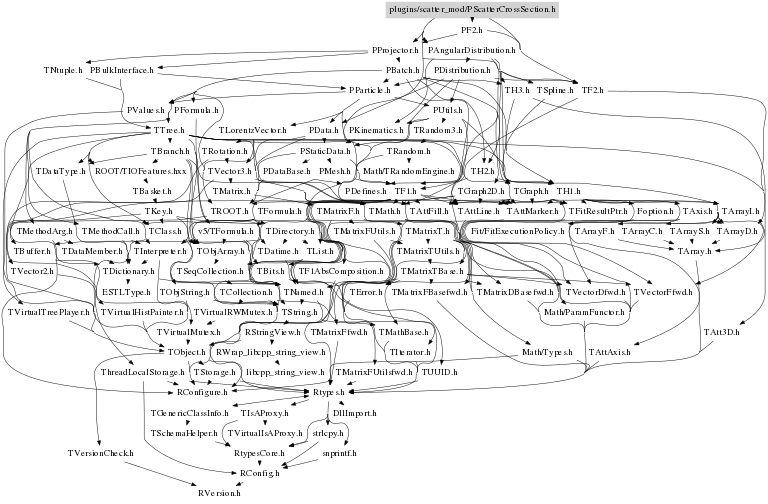 plugins/scatter_mod/PScatterCrossSection.h
PF2.h
PProjector.h PAngularDistribution.h
TNtuple.h PBulkInterface.h PBatch.h PDistribution.h
PParticle.h TH3.h TSpline.h TF2.h
PValues.h PFormula.h PUtils.h
TTree.h TLorentzVector.h PData.h PKinematics.h TRandom3.h
TBranch.h TRotation.h PStaticData.h TRandom.h
TDataType.h ROOT/TIOFeatures.hxx TVector3.h PDataBase.h PMesh.h Math/TRandomEngine.h TH2.h
TBasket.h TMatrix.h PDefines.h TF1.h TGraph2D.h TGraph.h TH1.h
TKey.h TROOT.h TFormula.h TMatrixF.h TMath.h TAttFill.h TAttLine.h TAttMarker.h TFitResultPtr.h Foption.h TAxis.h TArrayI.h
TMethodArg.h TMethodCall.h TClass.h v5/TFormula.h TDirectory.h TMatrixFUtils.h TMatrixT.h Fit/FitExecutionPolicy.h TArrayF.h TArrayC.h TArrayS.h TArrayD.h
TBuffer.h TDataMember.h TInterpreter.h TObjArray.h TDatime.h TList.h TMatrixTUtils.h TArray.h
TVector2.h TDictionary.h TSeqCollection.h TBits.h TF1AbsComposition.h TMatrixTBase.h
ESTLType.h TObjString.h TCollection.h TNamed.h TError.h TMatrixFBasefwd.h TMatrixDBasefwd.h TVectorDfwd.h TVectorFfwd.h
TVirtualTreePlayer.h TVirtualHistPainter.h TVirtualRWMutex.h TString.h Math/ParamFunctor.h
TVirtualMutex.h RStringView.h TMatrixFfwd.h TMathBase.h TAtt3D.h
TObject.h RWrap_libcpp_string_view.h TIterator.h Math/Types.h TAttAxis.h
ThreadLocalStorage.h TStorage.h libcpp_string_view.h TMatrixFUtilsfwd.h TUUID.h
RConfigure.h Rtypes.h
TGenericClassInfo.h TIsAProxy.h DllImport.h
TSchemaHelper.h TVirtualIsAProxy.h strlcpy.h
TVersionCheck.h RtypesCore.h snprintf.h
RConfig.h
RVersion.h